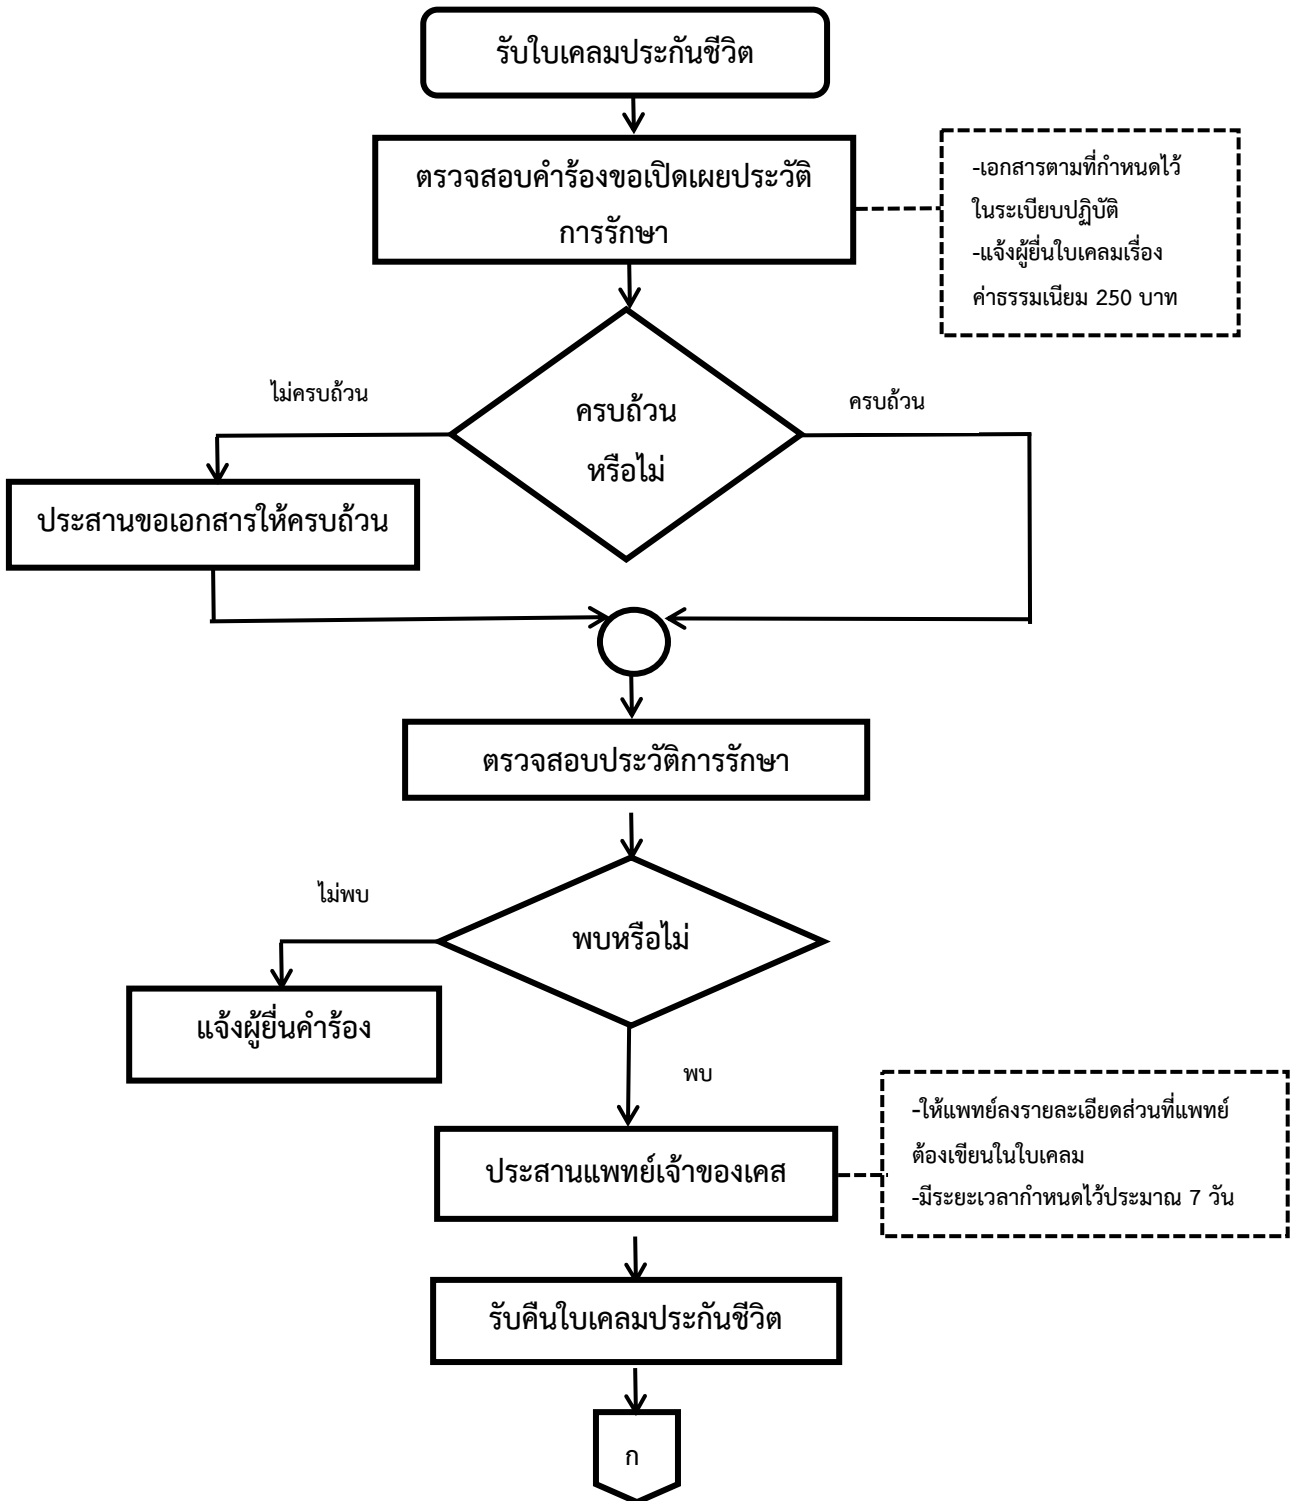 รับใบเคลมประกันชีวิต
ตรวจสอบคำร้องขอเปิดเผยประวัติ
การรักษา
-เอกสารตามที่กำหนดไว้
ในระเบียบปฏิบัติ
-แจ้งผู้ยื่นใบเคลมเรื่อง
ค่าธรรมเนียม 250 บาท
ไม่ครบถ้วน
ครบถ้วน
หรือไม่
ครบถ้วน
ประสานขอเอกสารให้ครบถ้วน
ตรวจสอบประวัติการรักษา
ไม่พบ
พบหรือไม่
แจ้งผู้ยื่นคำร้อง
พบ
-ให้แพทย์ลงรายละเอียดส่วนที่แพทย์
ต้องเขียนในใบเคลม
-มีระยะเวลากำหนดไว้ประมาณ 7 วัน
ประสานแพทย์เจ้าของเคส
รับคืนใบเคลมประกันชีวิต
ก